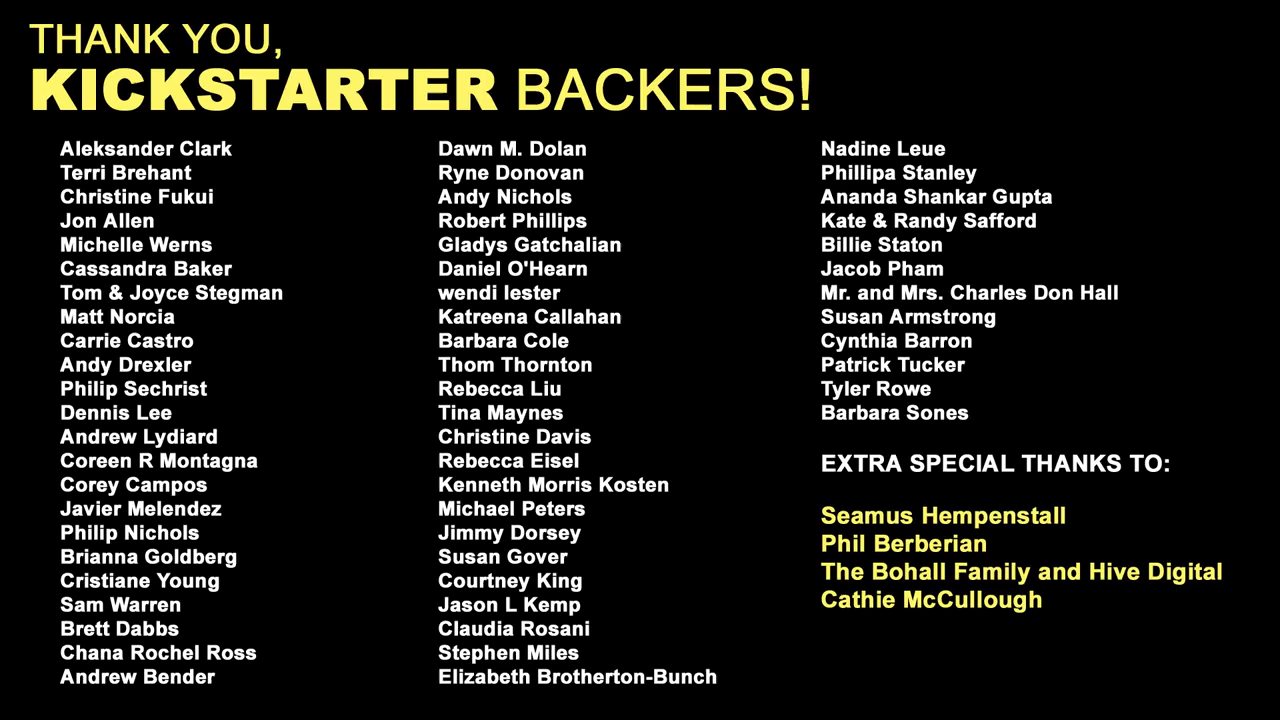 THANK YOU,
KICKSTARTER BACKERS!
Aleksander Clark
Terri Brehant
Christine Fukui
Jon Allen
Michelle Werns
Cassandra Baker
Tom & Joyce Stegman
Matt Norcia
Carrie Castro
Andy Drexler
Philip Sechrist
Dennis Lee
Andrew Lydiard
Coreen R Montagna
Corey Campos
Javier Melendez
Philip Nichols
Brianna Goldberg
Cristiane Young
Sam Warren
Brett Dabbs
Chana Rochel Ross
Andrew Bender
Dawn M. Dolan
Ryne Donovan
Andy Nichols
Robert Phillips
Gladys Gatchalian
Daniel O'Hearn
wendi lester
Katreena Callahan
Barbara Cole
Thom Thornton
Rebecca Liu
Tina Maynes
Christine Davis
Rebecca Eisel
Kenneth Morris Kosten
Michael Peters
Jimmy Dorsey
Susan Gover
Courtney King
Jason L Kemp
Claudia Rosani
Stephen Miles
Elizabeth Brotherton-Bunch
Nadine Leue
Phillipa Stanley
Ananda Shankar Gupta
Kate & Randy Safford
Billie Staton
Jacob Pham
Mr. and Mrs. Charles Don Hall
Susan Armstrong
Cynthia Barron
Patrick Tucker
Tyler Rowe
Barbara Sones
EXTRA SPECIAL THANKS TO:
Seamus Hempenstall
Phil Berberian
The Bohall Family and Hive Digital
Cathie McCullough